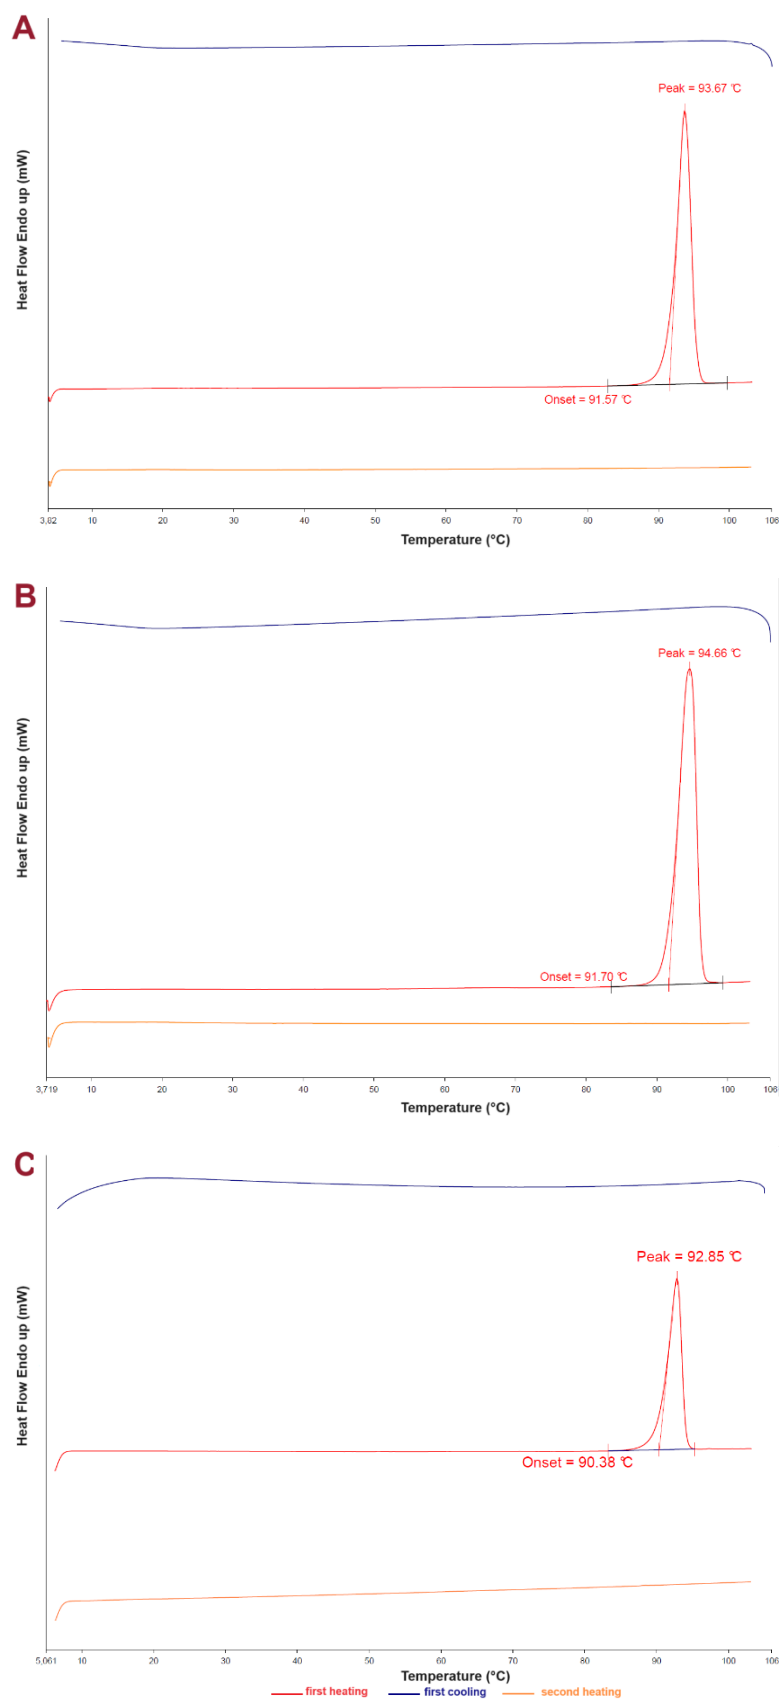 A
Peak = 93.67 °C
Heat Flow Endo up (mW)
Onset = 91.57 °C
3,82 10 20 30 40 50 60 70 80 90 100 106
Temperature (°C)
B
Peak = 94.66 °C
Heat Flow Endo up (mW)
Onset = 91.70 °C
3,719 10 20 30 40 50 60 70 80 90 100 106
Temperature (°C)
C
Peak = 92.85 °C
Heat Flow Endo up (mW)
Onset = 90.38 °C
5,061 10 20 30 40 50 60 70 80 90 100 106
Temperature (°C)
first heating first cooling second heating